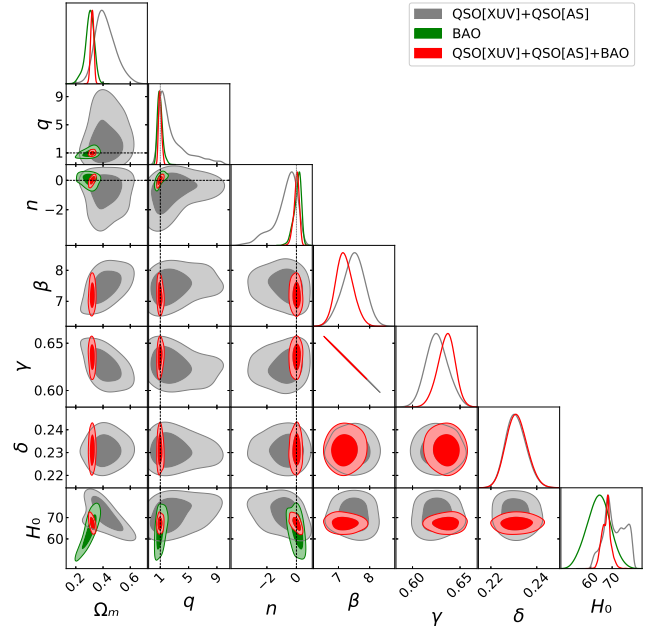 QSO[XUV]+QSO[AS]
BAO
QSO[XUV]+QSO[AS]+BAO
9
5
1
q
0
−2
n
8
7
β
0.65
0.60
γ
0.24
0.23
0.22
δ
70
60
H₀
0.2 0.4 0.6
1 5 9
−2 0
7 8
0.60 0.65
0.22 0.24
60 70
Ωₘ q n β γ δ H₀